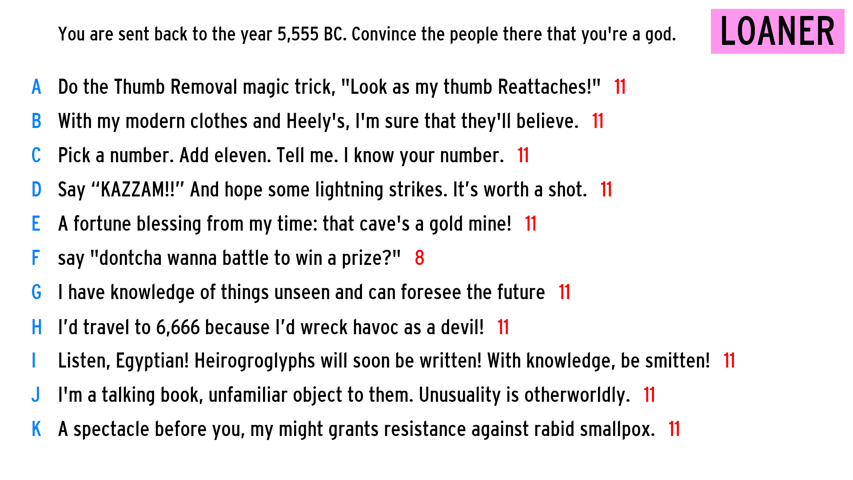 You are sent back to the year 5,555 BC. Convince the people there that you're a god.
LOANER
A Do the Thumb Removal magic trick, "Look as my thumb Reattaches!" 11
B With my modern clothes and Heely's, I'm sure that they'll believe. 11
C Pick a number. Add eleven. Tell me. I know your number. 11
D Say “KAZZAM!!” And hope some lightning strikes. It’s worth a shot. 11
E A fortune blessing from my time: that cave's a gold mine! 11
F say "dontcha wanna battle to win a prize?" 8
G I have knowledge of things unseen and can foresee the future 11
H I’d travel to 6,666 because I’d wreck havoc as a devil! 11
I Listen, Egyptian! Heirogroglyphs will soon be written! With knowledge, be smitten! 11
J I'm a talking book, unfamiliar object to them. Unusuality is otherworldly. 11
K A spectacle before you, my might grants resistance against rabid smallpox. 11